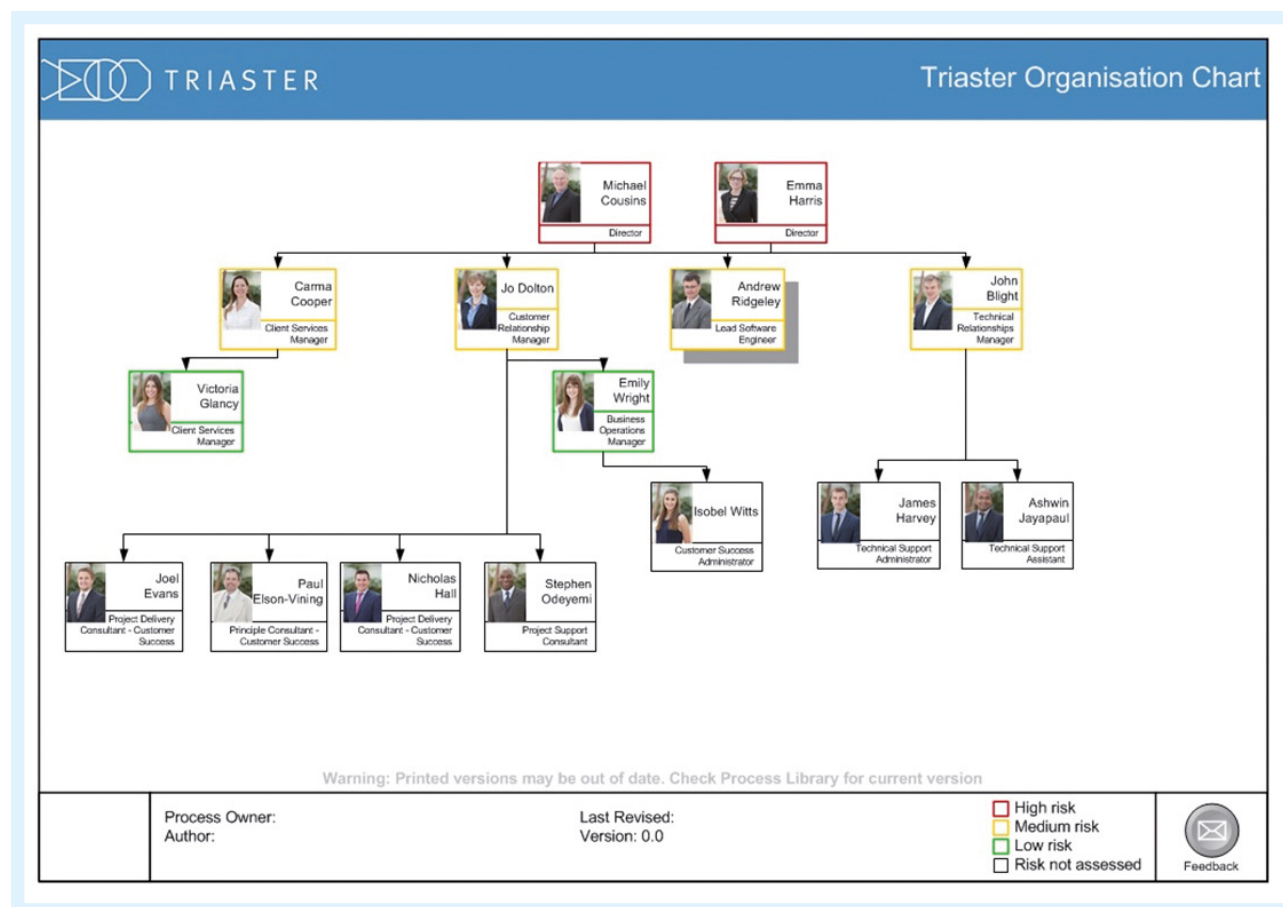 TRIASTER
Triaster Organisation Chart
Michael
Cousins
Director
Emma
Harris
Director
Carma
Cooper
Client Services
Manager
Jo Dolton
Customer
Relationship
Manager
Andrew
Ridgeley
Lead Software
Engineer
John
Blight
Technical
Relationships
Manager
Victoria
Glancy
Client Services
Manager
Emily
Wright
Business
Operations
Manager
Isobel Witts
Customer Success
Administrator
James
Harvey
Technical Support
Administrator
Ashwin
Jayapaul
Technical Support
Assistant
Joel
Evans
Project Delivery
Consultant - Customer
Success
Paul
Elson-Vining
Principle Consultant -
Customer Success
Nicholas
Hall
Project Delivery
Consultant - Customer
Success
Stephen
Odeyemi
Project Support
Consultant
Warning: Printed versions may be out of date. Check Process Library for current version
Process Owner:
Author:
Last Revised:
Version: 0.0
High risk
Medium risk
Low risk
Risk not assessed
Feedback